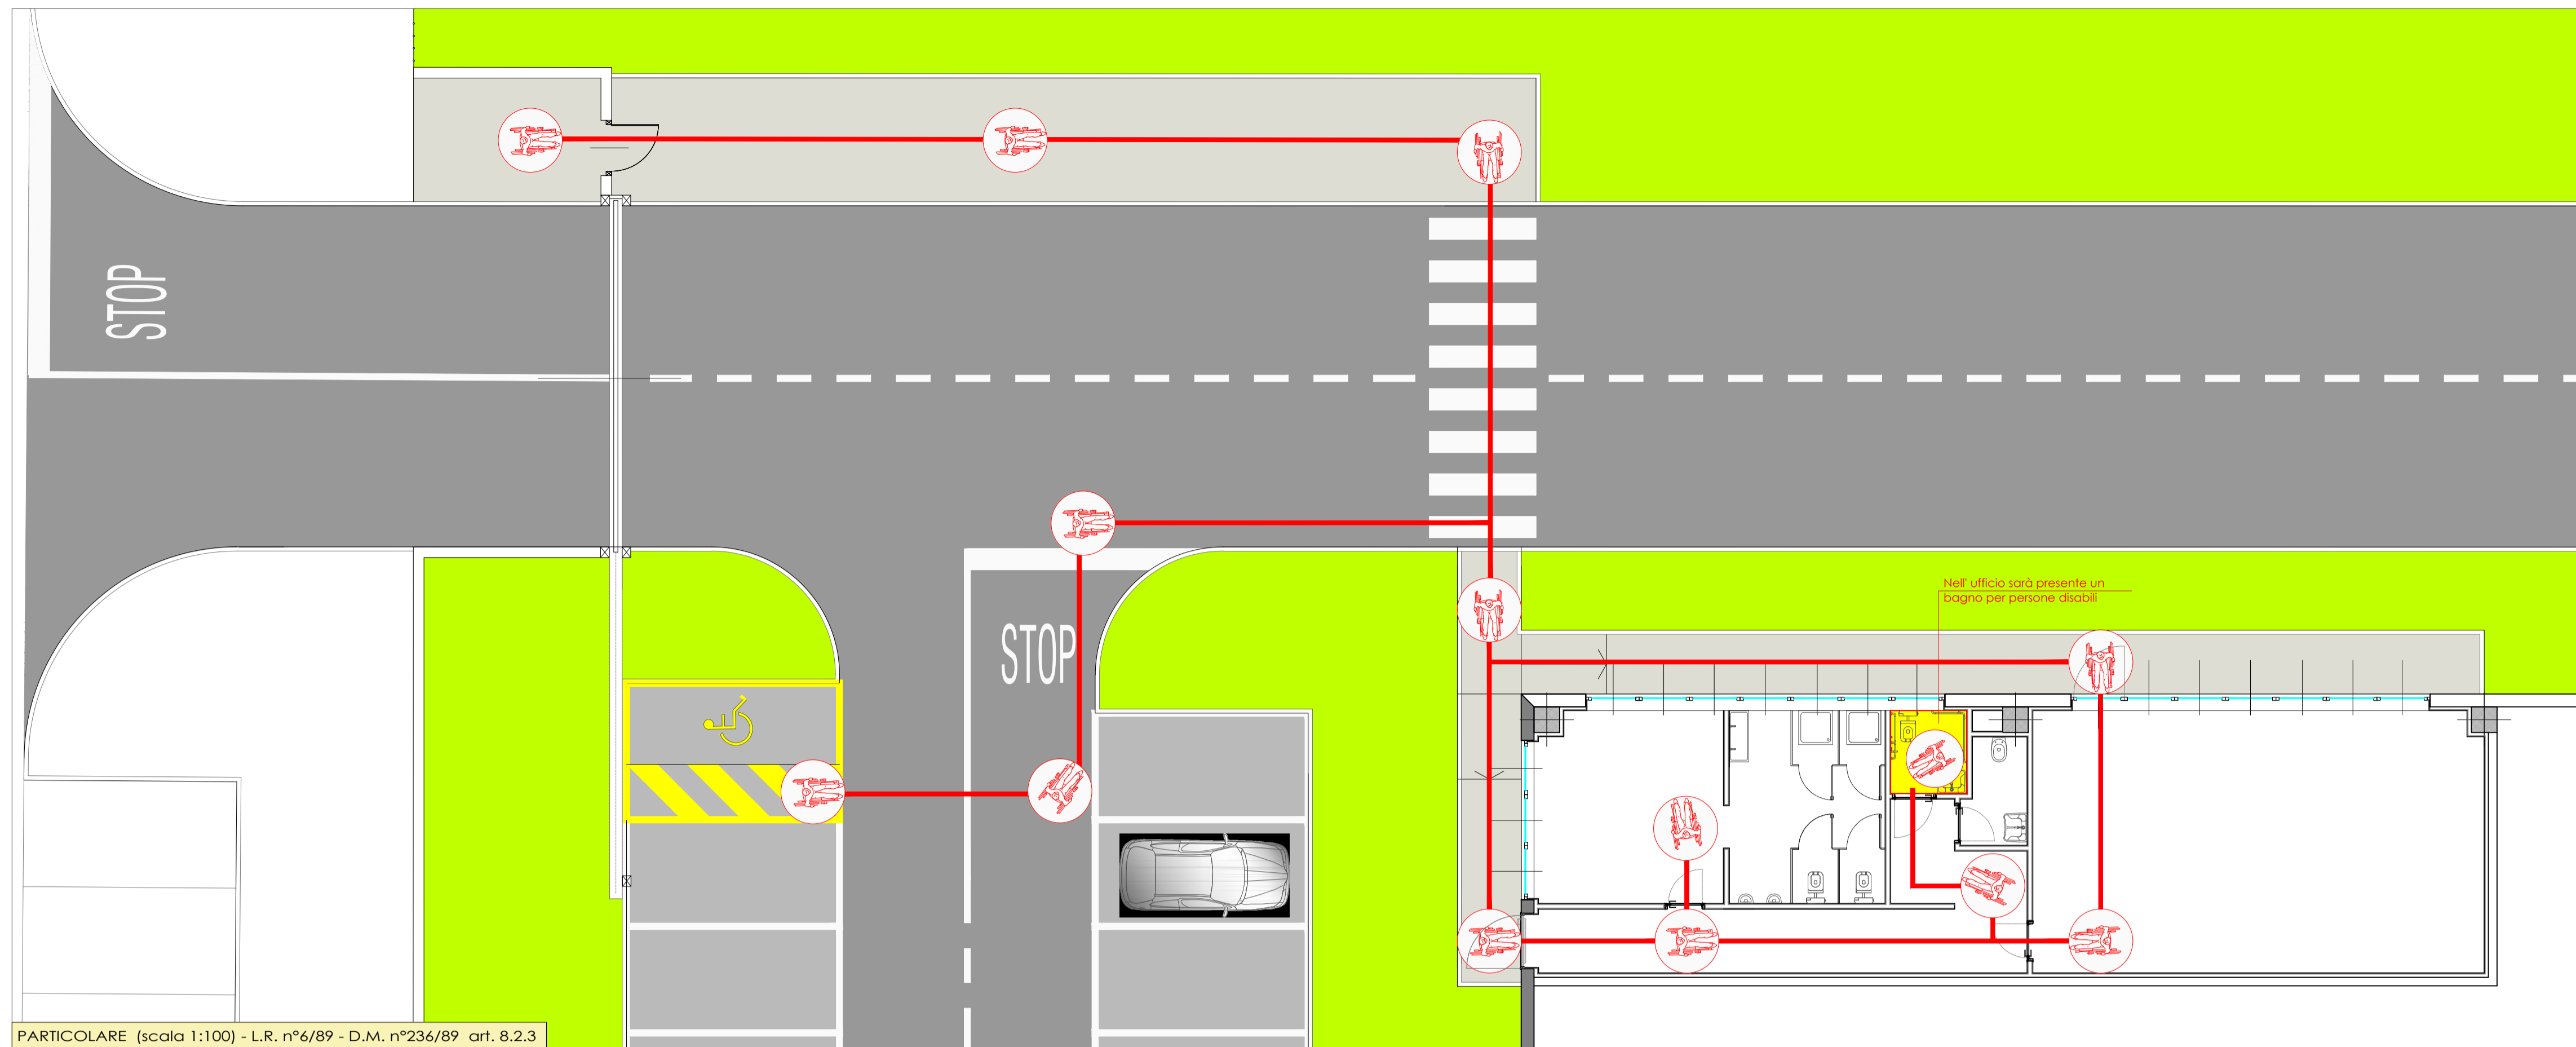 STOP
STOP
Nell' ufficio sarà presente un
bagno per persone disabili
PARTICOLARE (scala 1:100) - L.R. n°6/89 - D.M. n°236/89 art. 8.2.3